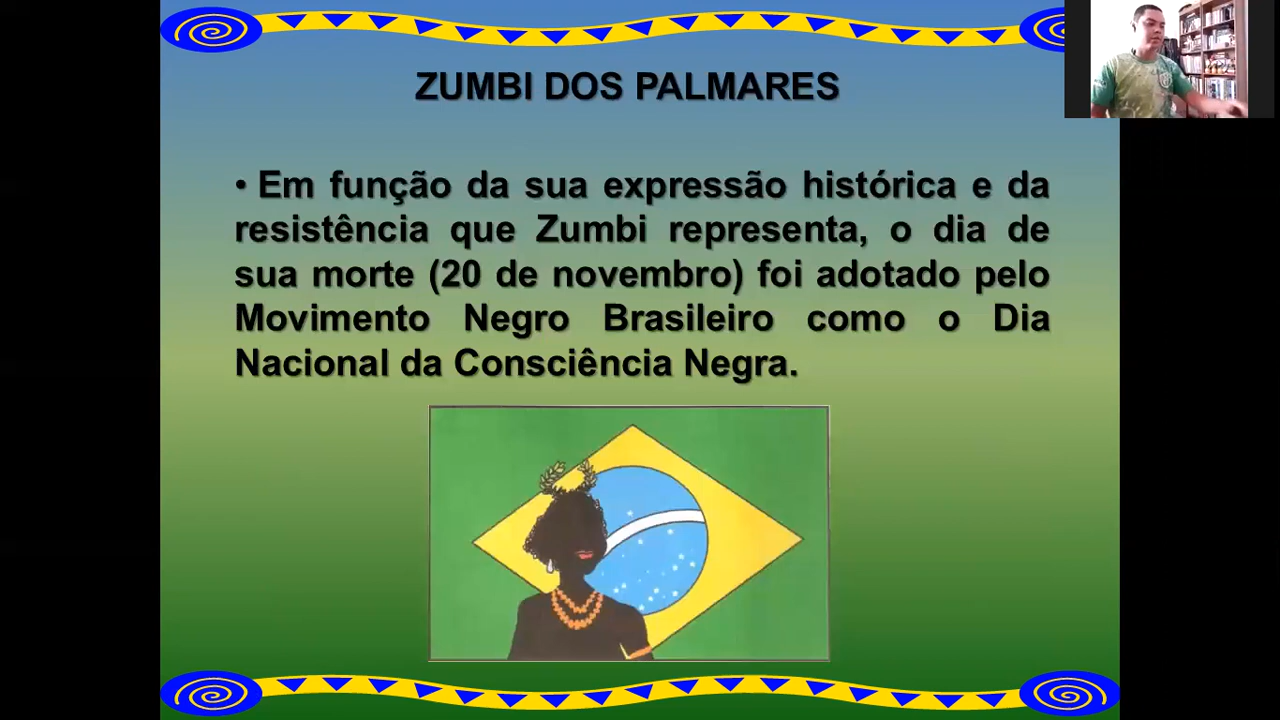 ZUMBI DOS PALMARES
• Em função da sua expressão histórica e da
resistência que Zumbi representa, o dia de
sua morte (20 de novembro) foi adotado pelo
Movimento Negro Brasileiro como o Dia
Nacional da Consciência Negra.